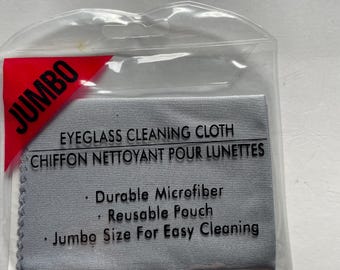 JUMBO
EYEGLASS CLEANING CLOTH
CHIFFON NETTOYANT POUR LUNETTES
· Durable Microfiber
· Reusable Pouch
· Jumbo Size For Easy Cleaning